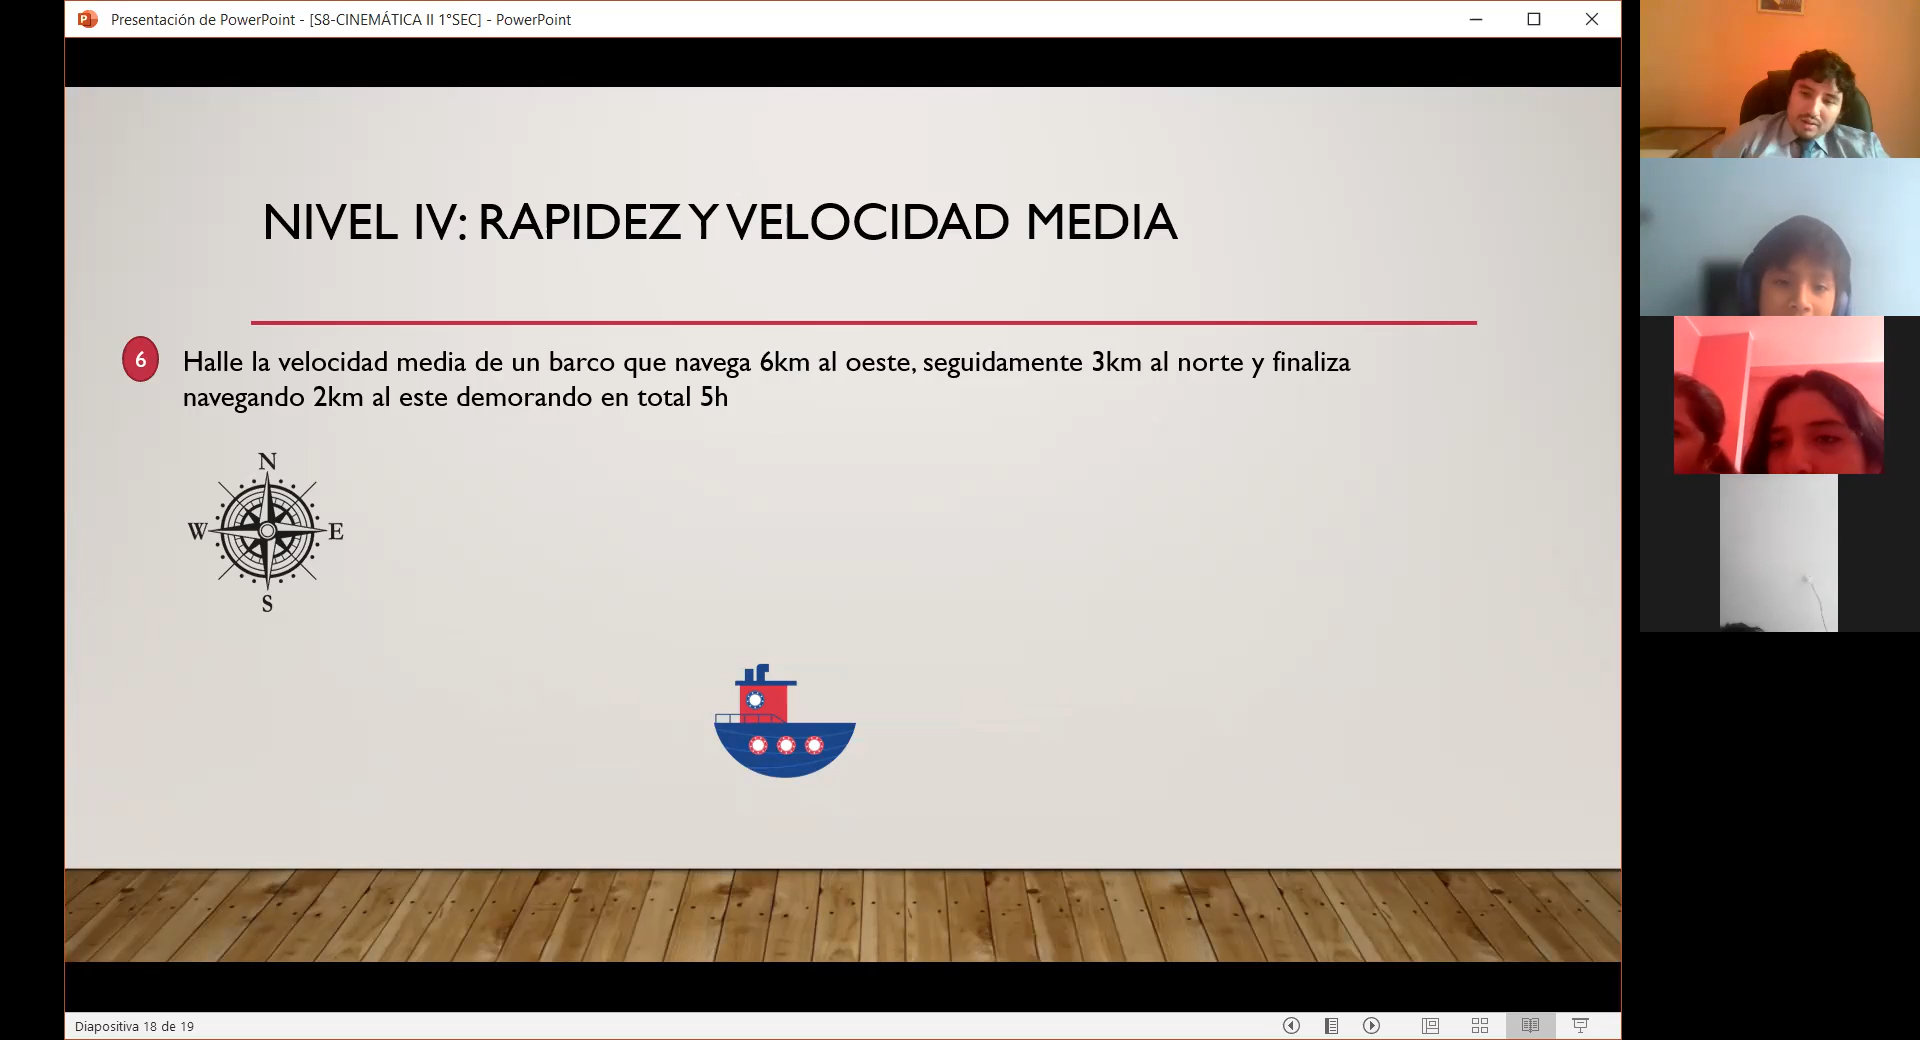 Presentación de PowerPoint - [S8-CINEMÁTICA II 1°SEC] - PowerPoint
NIVEL IV: RAPIDEZ Y VELOCIDAD MEDIA
6
Halle la velocidad media de un barco que navega 6km al oeste, seguidamente 3km al norte y finaliza
navegando 2km al este demorando en total 5h
N
W E
S
Diapositiva 18 de 19